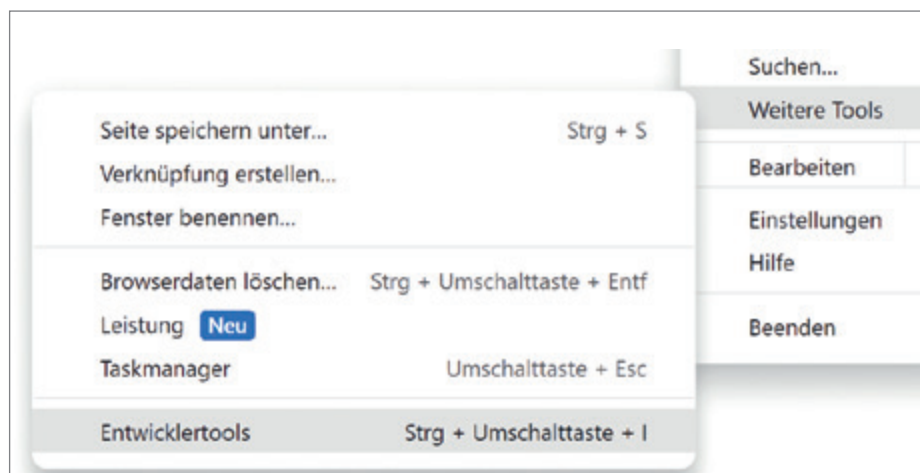 Suchen...
Weitere Tools
Bearbeiten
Einstellungen
Hilfe
Beenden
Seite speichern unter... Strg + S
Verknüpfung erstellen...
Fenster benennen...
Browserdaten löschen... Strg + Umschalttaste + Entf
Leistung Neu
Taskmanager Umschalttaste + Esc
Entwicklertools Strg + Umschalttaste + I